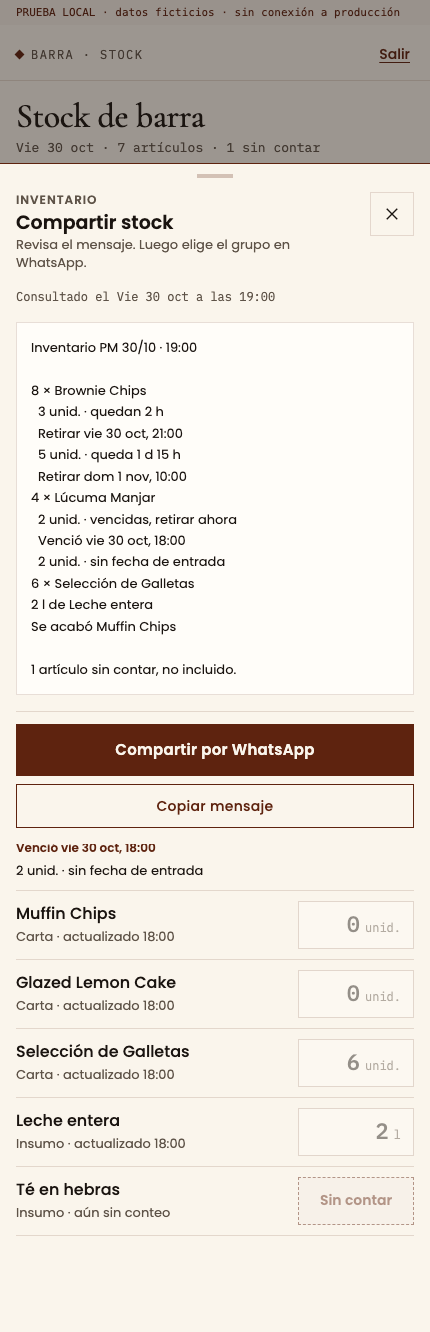 PRUEBA LOCAL · datos ficticios · sin conexión a producción
BARRA · STOCK
Salir
Stock de barra
Vie 30 oct · 7 artículos · 1 sin contar
INVENTARIO
Compartir stock
Revisa el mensaje. Luego elige el grupo en
WhatsApp.
Consultado el Vie 30 oct a las 19:00
Inventario PM 30/10 · 19:00
8 × Brownie Chips
3 unid. · quedan 2 h
Retirar vie 30 oct, 21:00
5 unid. · queda 1 d 15 h
Retirar dom 1 nov, 10:00
4 × Lúcuma Manjar
2 unid. · vencidas, retirar ahora
Venció vie 30 oct, 18:00
2 unid. · sin fecha de entrada
6 × Selección de Galletas
2 l de Leche entera
Se acabó Muffin Chips
1 artículo sin contar, no incluido.
Compartir por WhatsApp
Copiar mensaje
Venció vie 30 oct, 18:00
2 unid. · sin fecha de entrada
Muffin Chips
Carta · actualizado 18:00
0 unid.
Glazed Lemon Cake
Carta · actualizado 18:00
0 unid.
Selección de Galletas
Carta · actualizado 18:00
6 unid.
Leche entera
Insumo · actualizado 18:00
2 l
Té en hebras
Insumo · aún sin conteo
Sin contar